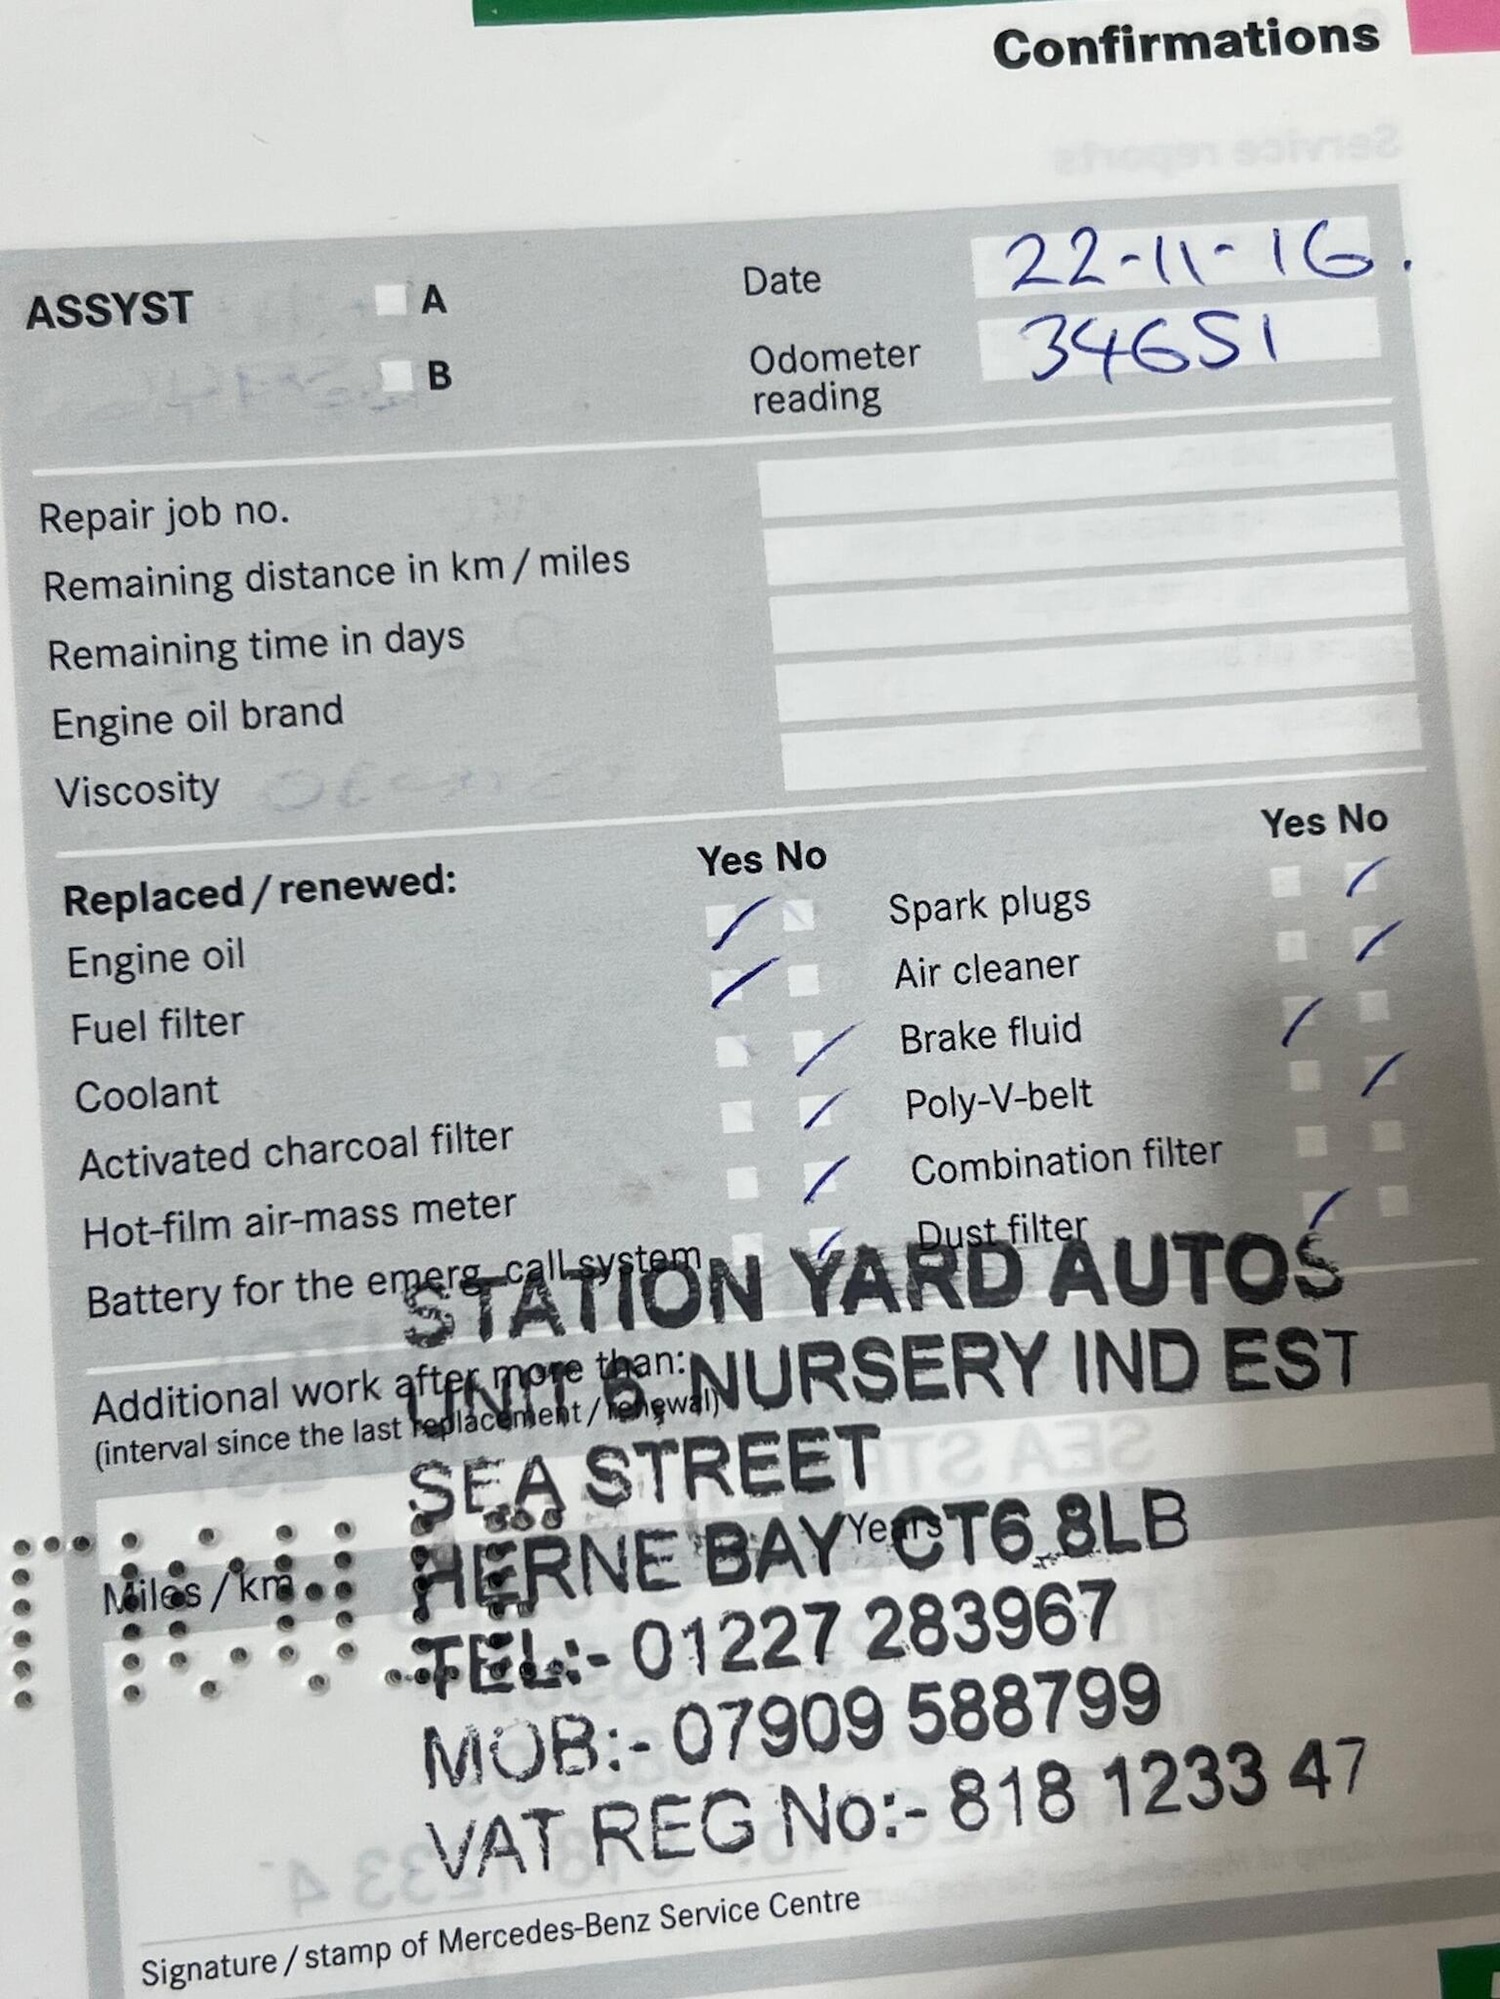 Confirmations
ASSYST
A
B
Date 22-11-16.
Odometer reading 34651
Repair job no.
Remaining distance in km / miles
Remaining time in days
Engine oil brand
Viscosity
Replaced / renewed: Yes No
Engine oil
Fuel filter
Coolant
Activated charcoal filter
Hot-film air-mass meter
Battery for the emerg. call system
Yes No
Spark plugs
Air cleaner
Brake fluid
Poly-V-belt
Combination filter
Dust filter
Additional work after more than:
(interval since the last replacement / renewal)
Miles / km
Years
STATION YARD AUTOS
UNIT 6, NURSERY IND EST
SEA STREET
HERNE BAY CT6 8LB
TEL:- 01227 283967
MOB:- 07909 588799
VAT REG No:- 818 1233 47
Signature / stamp of Mercedes-Benz Service Centre